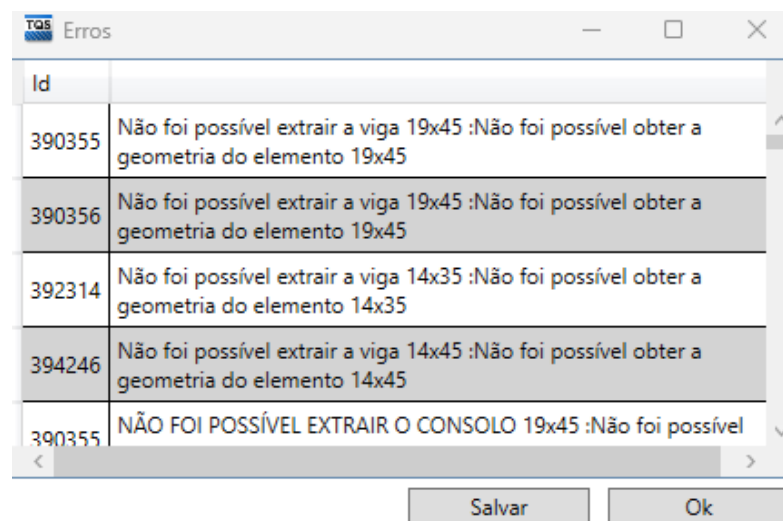 TQS Erros
Id
390355 Não foi possível extrair a viga 19x45 :Não foi possível obter a
geometria do elemento 19x45
390356 Não foi possível extrair a viga 19x45 :Não foi possível obter a
geometria do elemento 19x45
392314 Não foi possível extrair a viga 14x35 :Não foi possível obter a
geometria do elemento 14x35
394246 Não foi possível extrair a viga 14x45 :Não foi possível obter a
geometria do elemento 14x45
390355 NÃO FOI POSSÍVEL EXTRAIR O CONSOLO 19x45 :Não foi possível
Salvar Ok